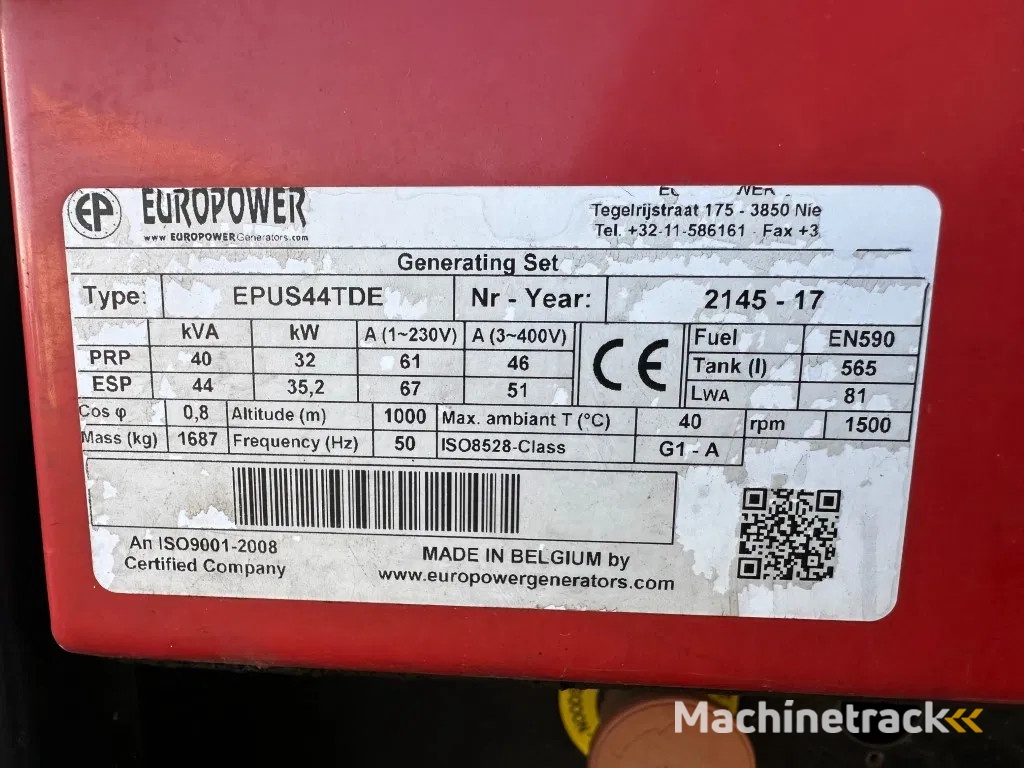 EP EUROPOWER
www.EUROPOWERGenerators.com
Tegelrijstraat 175 - 3850 Nie
Tel. +32-11-586161 - Fax +3
Generating Set
Type: EPUS44TDE Nr - Year: 2145 - 17
kVA kW A (1~230V) A (3~400V) CE Fuel EN590
PRP 40 32 61 46 Tank (l) 565
ESP 44 35,2 67 51 LWA 81
Cos φ 0,8 Altitude (m) 1000 Max. ambiant T (°C) 40 rpm 1500
Mass (kg) 1687 Frequency (Hz) 50 ISO8528-Class G1 - A
An ISO9001-2008
Certified Company
MADE IN BELGIUM by
www.europowergenerators.com
Machinetrack